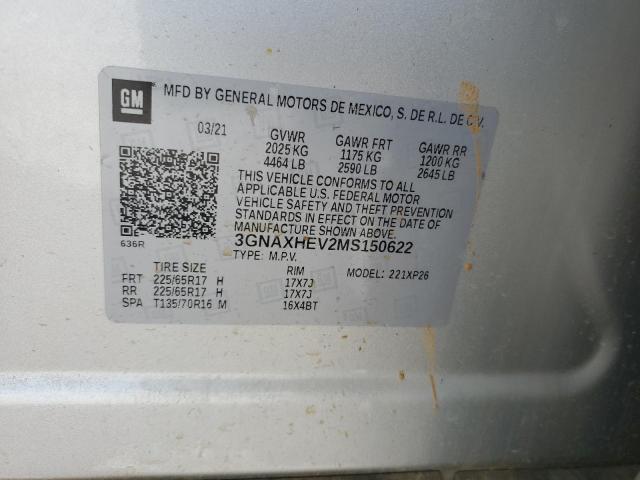 GM MFD BY GENERAL MOTORS DE MEXICO, S. DE R.L. DE C.V.
03/21 GVWR GAWR FRT GAWR RR
2025 KG 1175 KG 1200 KG
4464 LB 2590 LB 2645 LB
THIS VEHICLE CONFORMS TO ALL
APPLICABLE U.S. FEDERAL MOTOR
VEHICLE SAFETY AND THEFT PREVENTION
STANDARDS IN EFFECT ON THE DATE OF
MANUFACTURE SHOWN ABOVE.
636R 3GNAXHEV2MS150622
TYPE: M.P.V.
TIRE SIZE RIM MODEL: 221XP26
FRT 225/65R17 H 17X7J
RR 225/65R17 H 17X7J
SPA T135/70R16 M 16X4BT